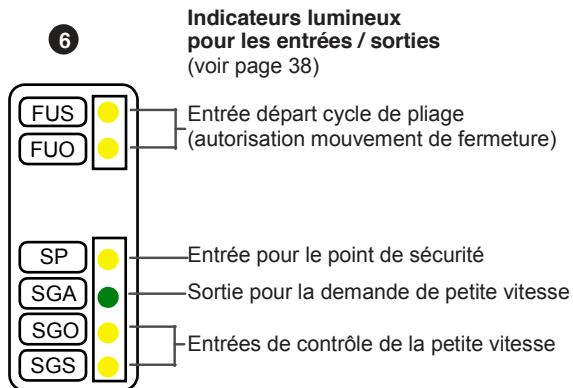 6
Indicateurs lumineux
pour les entrées / sorties
(voir page 38)
FUS
Entrée départ cycle de pliage
FUO
(autorisation mouvement de fermeture)
SP
Entrée pour le point de sécurité
SGA
Sortie pour la demande de petite vitesse
SGO
Entrées de contrôle de la petite vitesse
SGS